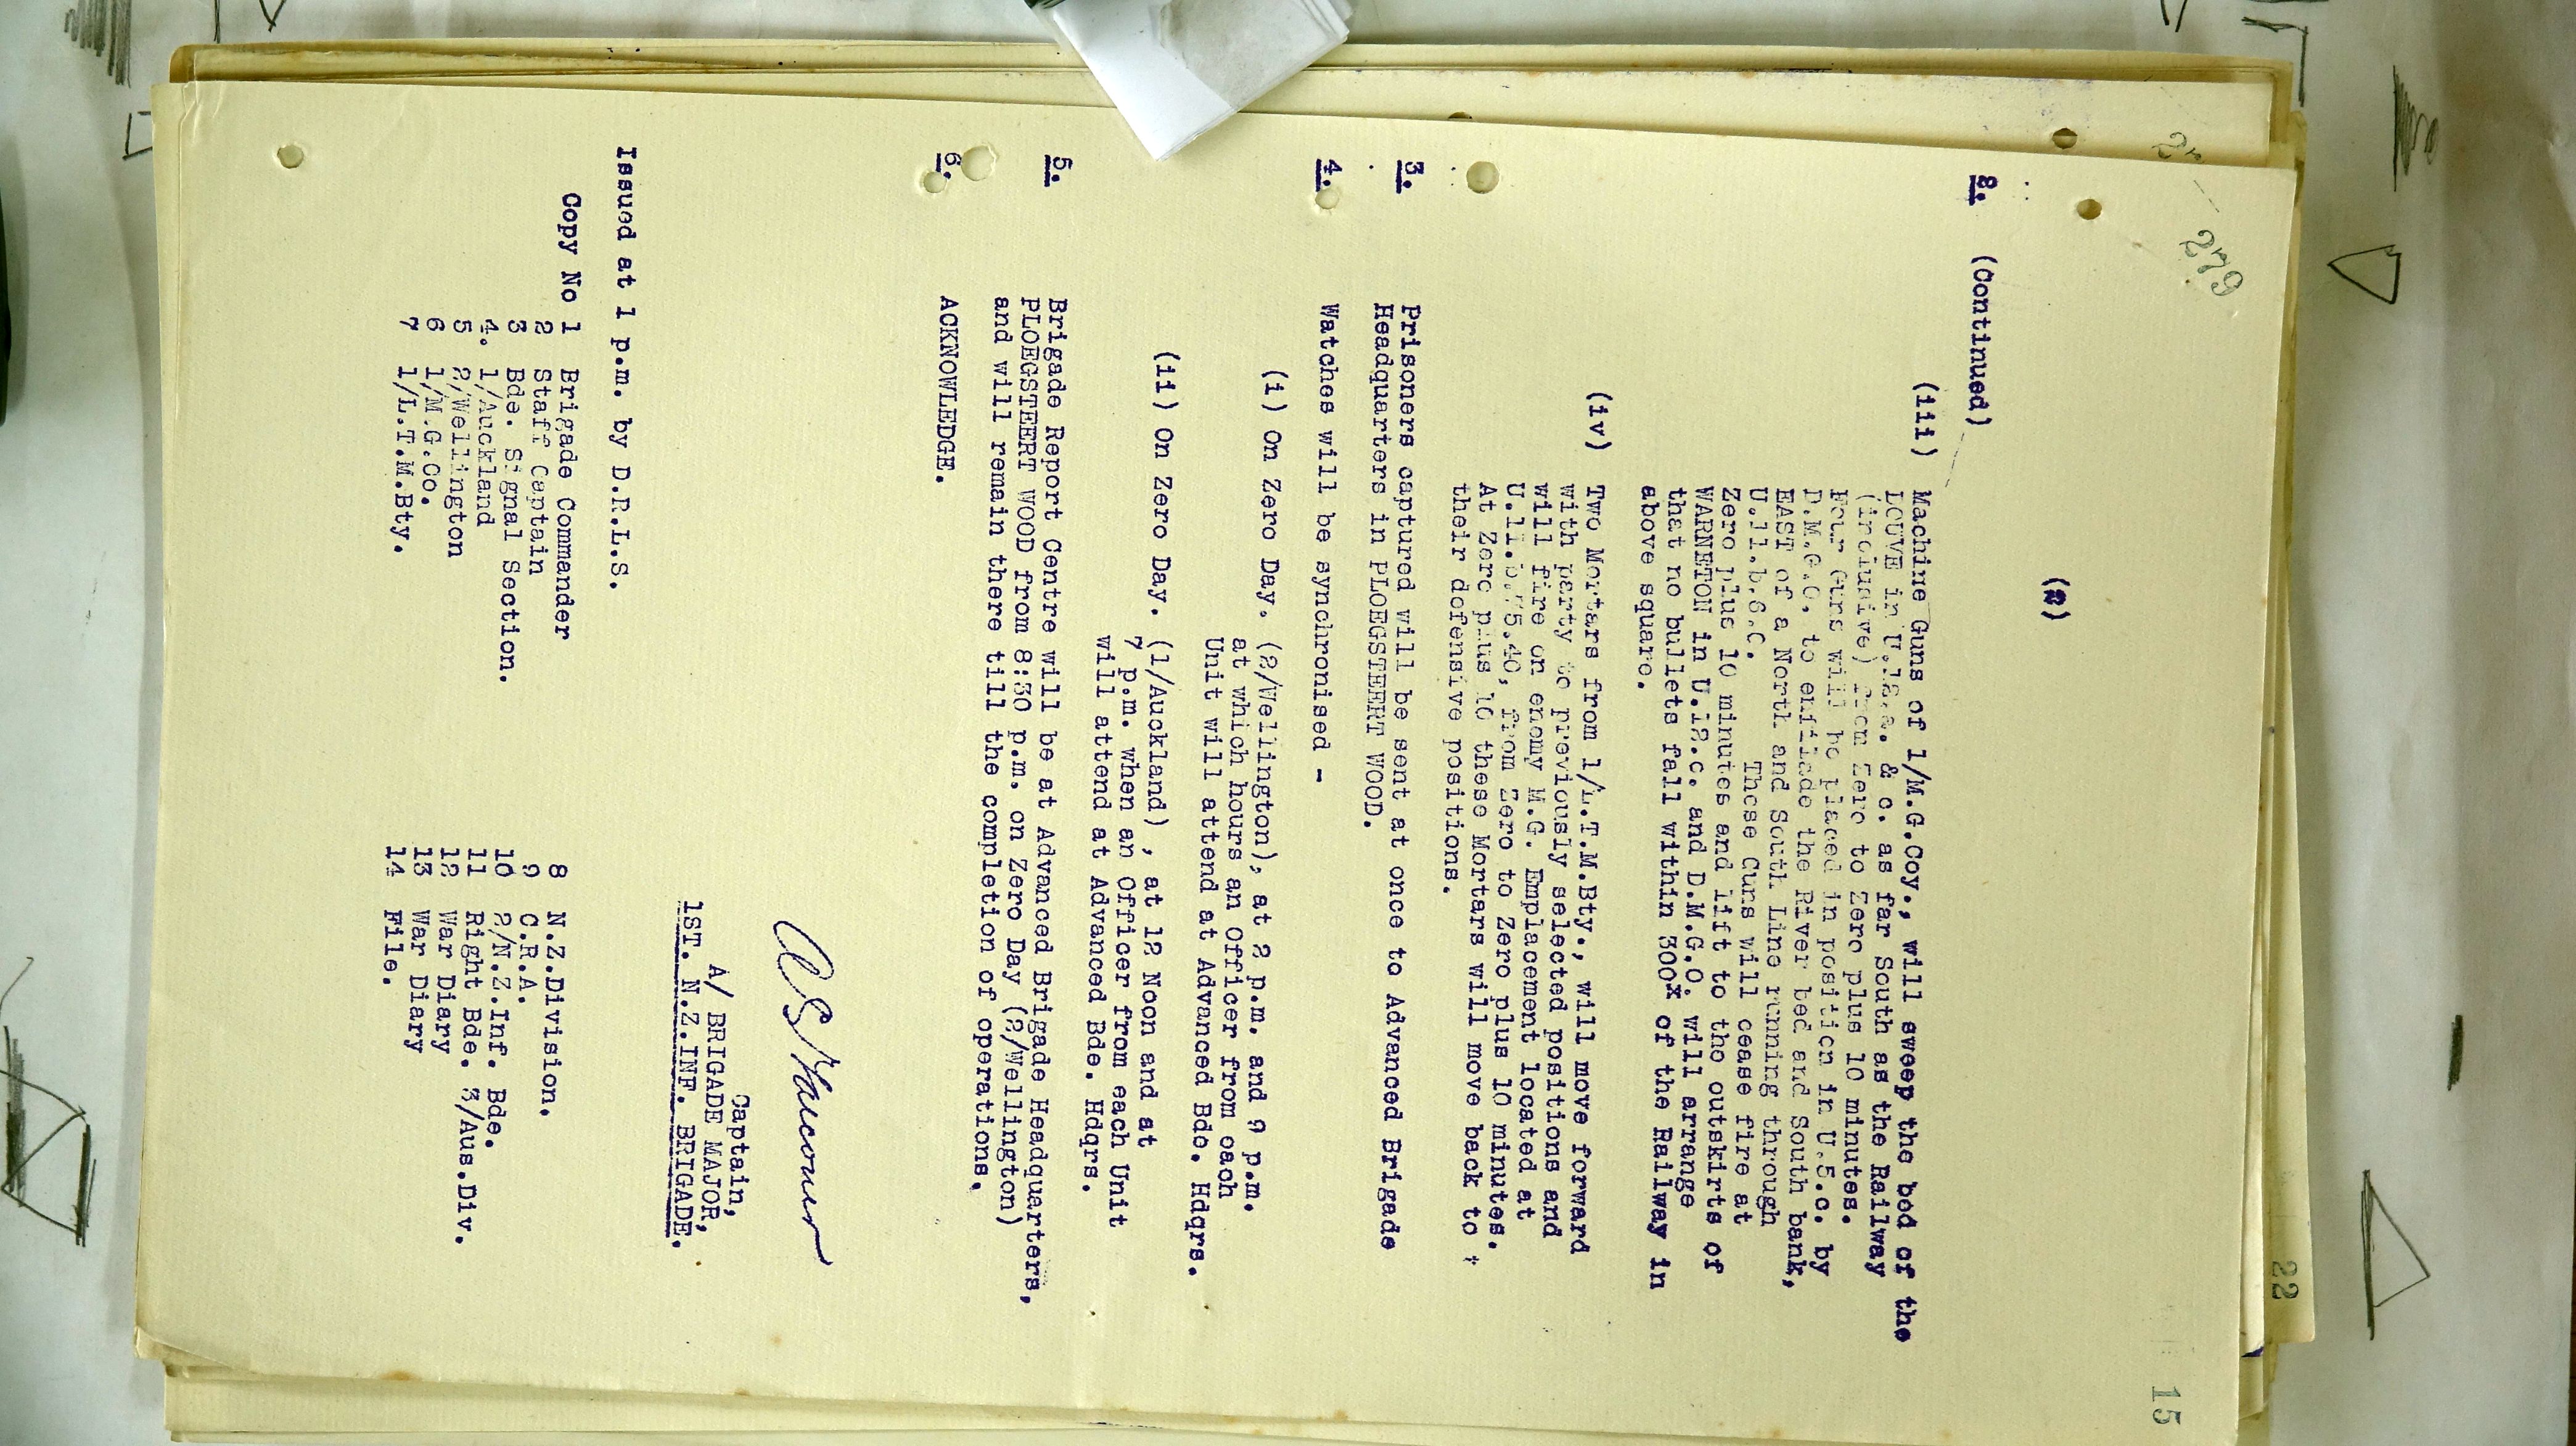 279
15
22
(2)
2. (Continued)
(iii) Machine Guns of 1/M.G.Coy., will sweep the bed of the
LOUVE in U.12.a. & c. as far South as the Railway
(inclusive) from Zero to Zero plus 10 minutes.
Four Guns will be placed in position in U.5.c. by
D.M.G.O. to enfilade the River bed and South bank,
EAST of a North and South Line running through
U.11.b.8.C. These Guns will cease fire at
Zero plus 10 minutes and lift to the outskirts of
WARNETON in U.12.c. and D.M.G.O. will arrange
that no bullets fall within 300x of the Railway in
above square.
(iv) Two Mortars from 1/L.T.M.Bty., will move forward
with party to previously selected positions and
will fire on enemy M.G. Emplacement located at
U.11.b.75.40, from Zero to Zero plus 10 minutes.
At Zero plus 10 these Mortars will move back to
their defensive positions.
3. Prisoners captured will be sent at once to Advanced Brigade
Headquarters in PLOEGSTEERT WOOD.
4. Watches will be synchronised -
(i) On Zero Day. (2/Wellington), at 2 p.m. and 9 p.m.
at which hours an Officer from each
Unit will attend at Advanced Bde. Hdqrs.
(ii) On Zero Day. (1/Auckland), at 12 Noon and at
7 p.m. when an Officer from each Unit
will attend at Advanced Bde. Hdqrs.
5. Brigade Report Centre will be at Advanced Brigade Headquarters,
PLOEGSTEERT WOOD from 8:30 p.m. on Zero Day (2/Wellington)
and will remain there till the completion of operations.
6. ACKNOWLEDGE.
Captain,
A/ BRIGADE MAJOR,
1ST. N.Z.INF. BRIGADE.
Issued at 1 p.m. by D.R.L.S.
Copy No 1 Brigade Commander 8 N.Z.Division.
2 Staff Captain 9 C.R.A.
3 Bde. Signal Section. 10 2/N.Z.Inf. Bde.
4. 1/Auckland 11 Right Bde. 3/Aus.Div.
5 2/Wellington 12 War Diary
6 1/M.G.Co. 13 War Diary
7 1/L.T.M.Bty. 14 File.